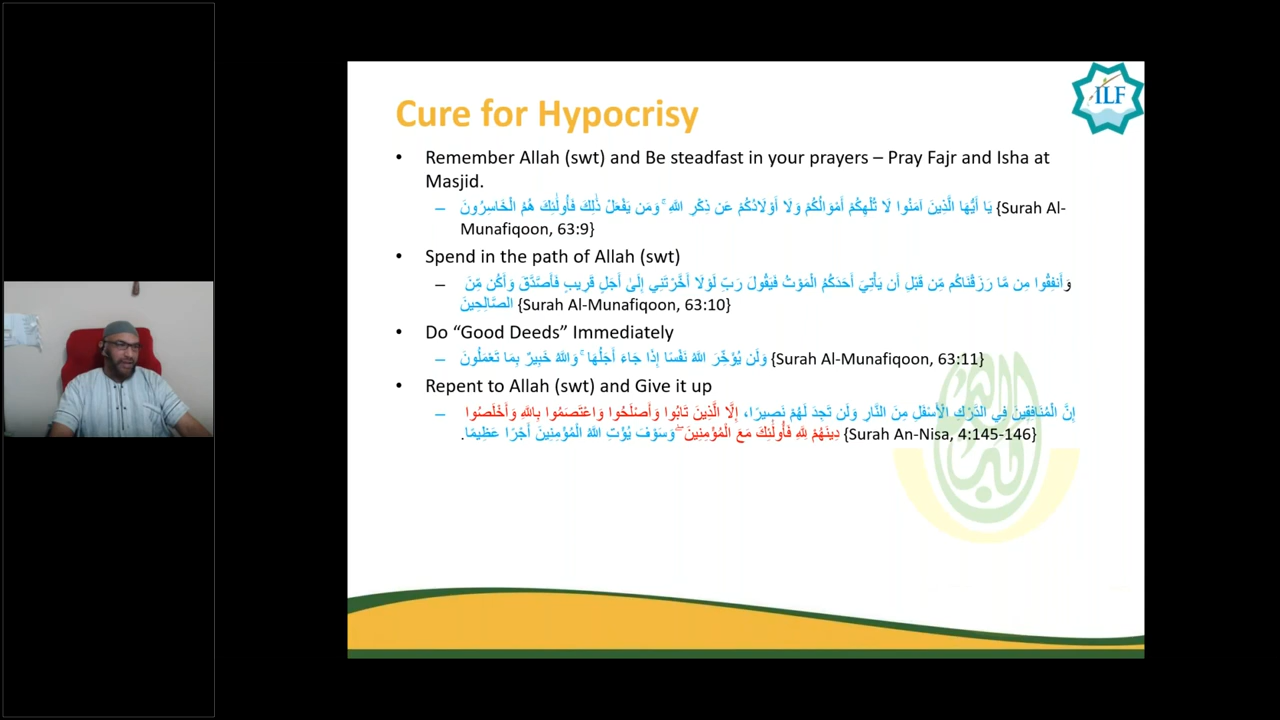 ILF
Cure for Hypocrisy
• Remember Allah (swt) and Be steadfast in your prayers – Pray Fajr and Isha at
Masjid.
– يَا أَيُّهَا الَّذِينَ آمَنُوا لَا تُلْهِكُمْ أَمْوَالُكُمْ وَلَا أَوْلَادُكُمْ عَن ذِكْرِ اللَّهِ ۚ وَمَن يَفْعَلْ ذَٰلِكَ فَأُولَٰئِكَ هُمُ الْخَاسِرُونَ {Surah Al-
Munafiqoon, 63:9}
• Spend in the path of Allah (swt)
– وَأَنفِقُوا مِن مَّا رَزَقْنَاكُم مِّن قَبْلِ أَن يَأْتِيَ أَحَدَكُمُ الْمَوْتُ فَيَقُولَ رَبِّ لَوْلَا أَخَّرْتَنِي إِلَىٰ أَجَلٍ قَرِيبٍ فَأَصَّدَّقَ وَأَكُن مِّنَ
الصَّالِحِينَ {Surah Al-Munafiqoon, 63:10}
• Do “Good Deeds” Immediately
– وَلَن يُؤَخِّرَ اللَّهُ نَفْسًا إِذَا جَاءَ أَجَلُهَا ۚ وَاللَّهُ خَبِيرٌ بِمَا تَعْمَلُونَ {Surah Al-Munafiqoon, 63:11}
• Repent to Allah (swt) and Give it up
– إِنَّ الْمُنَافِقِينَ فِي الدَّرْكِ الْأَسْفَلِ مِنَ النَّارِ وَلَن تَجِدَ لَهُمْ نَصِيرًا، إِلَّا الَّذِينَ تَابُوا وَأَصْلَحُوا وَاعْتَصَمُوا بِاللَّهِ وَأَخْلَصُوا
دِينَهُمْ لِلَّهِ فَأُولَٰئِكَ مَعَ الْمُؤْمِنِينَ ۖ وَسَوْفَ يُؤْتِ اللَّهُ الْمُؤْمِنِينَ أَجْرًا عَظِيمًا. {Surah An-Nisa, 4:145-146}